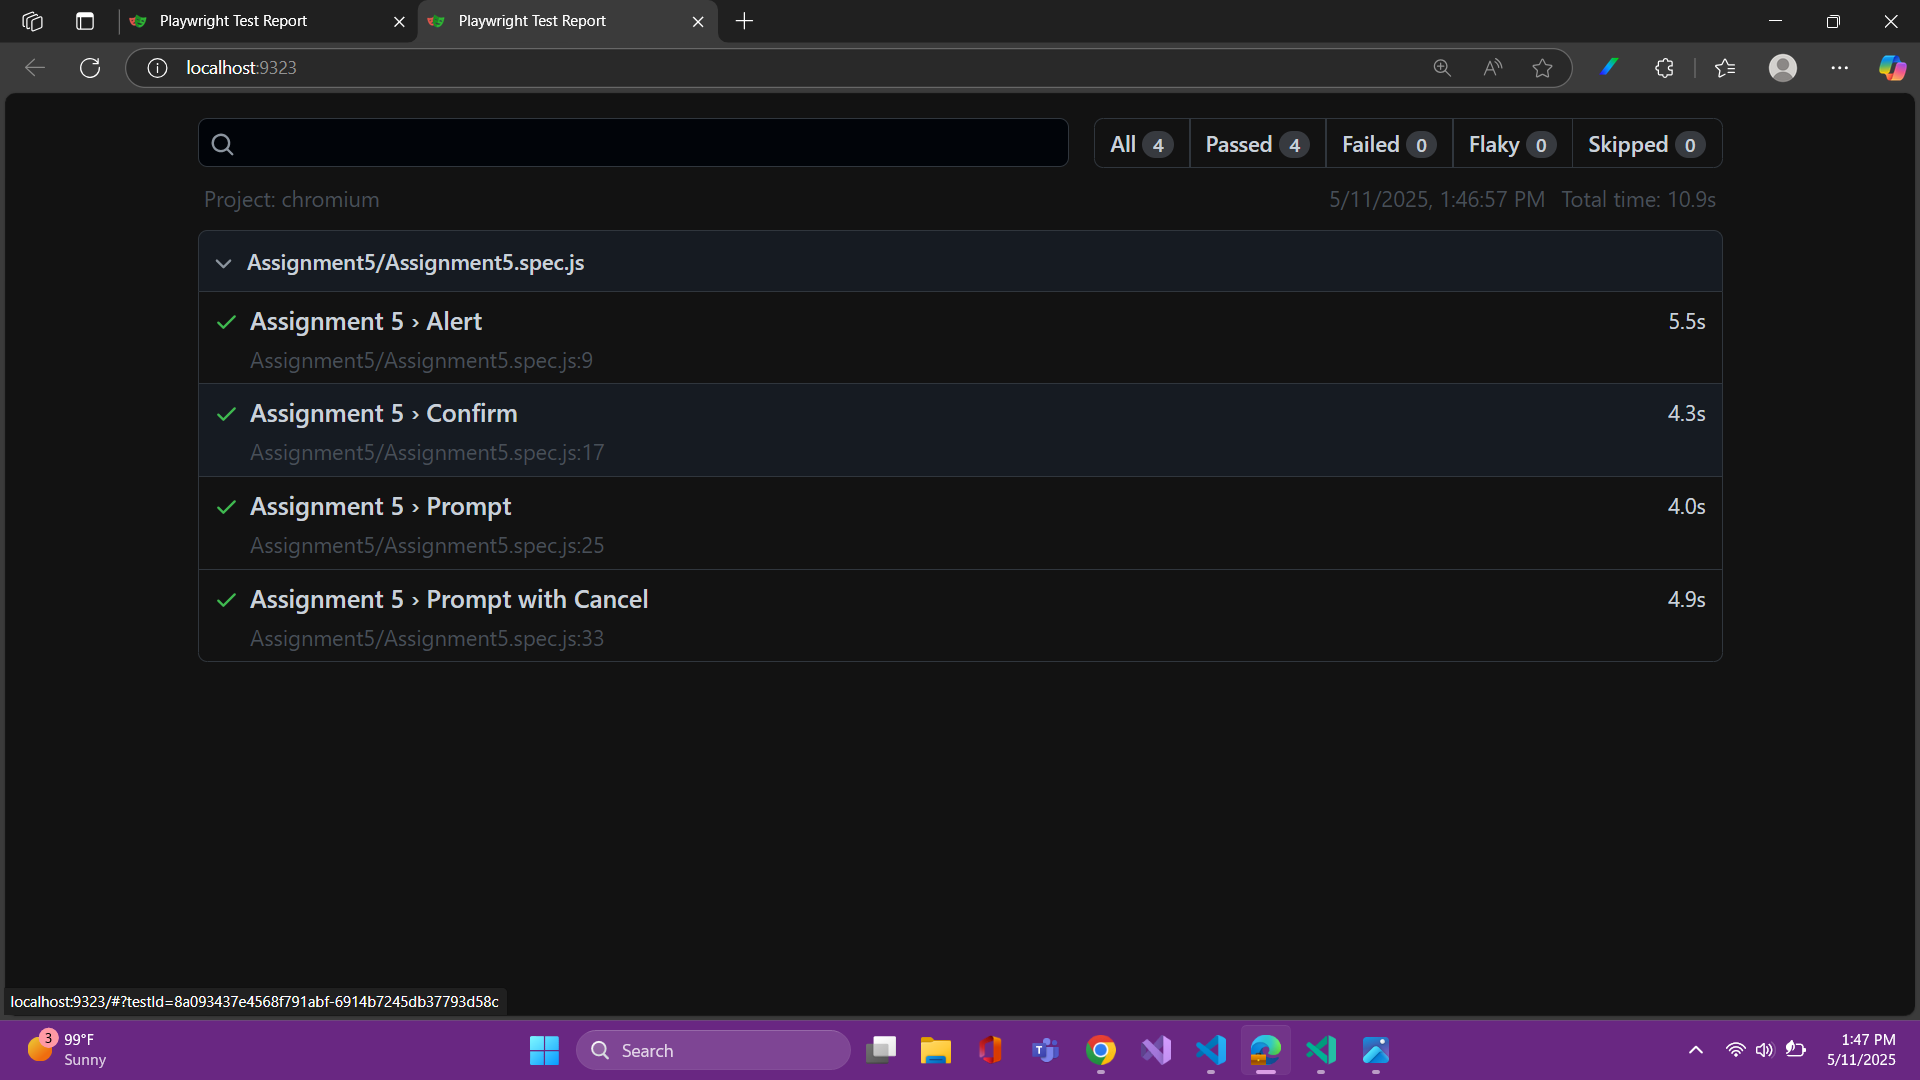 Playwright Test Report
Playwright Test Report
localhost:9323
All 4
Passed 4
Failed 0
Flaky 0
Skipped 0
Project: chromium
5/11/2025, 1:46:57 PM Total time: 10.9s
Assignment5/Assignment5.spec.js
Assignment 5 › Alert
5.5s
Assignment5/Assignment5.spec.js:9
Assignment 5 › Confirm
4.3s
Assignment5/Assignment5.spec.js:17
Assignment 5 › Prompt
4.0s
Assignment5/Assignment5.spec.js:25
Assignment 5 › Prompt with Cancel
4.9s
Assignment5/Assignment5.spec.js:33
localhost:9323/#?testId=8a093437e4568f791abf-6914b7245db37793d58c
3
99°F
Sunny
Search
1:47 PM
5/11/2025